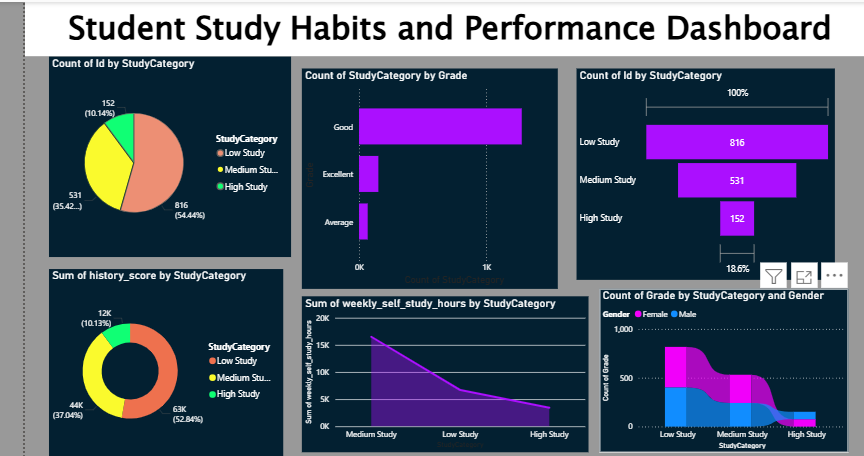 Student Study Habits and Performance Dashboard
Count of Id by StudyCategory
152
(10.14%)
531
(35.42...)
816
(54.44%)
StudyCategory
Low Study
Medium Stu...
High Study
Count of StudyCategory by Grade
Grade
Good
Excellent
Average
0K
1K
Count of StudyCategory
Count of Id by StudyCategory
100%
Low Study
816
Medium Study
531
High Study
152
18.6%
Sum of history_score by StudyCategory
12K
(10.13%)
44K
(37.04%)
63K
(52.84%)
StudyCategory
Low Study
Medium Stu...
High Study
Sum of weekly_self_study_hours by StudyCategory
Sum of weekly_self_study_hours
20K
15K
10K
5K
0K
Medium Study
Low Study
High Study
Count of Grade by StudyCategory and Gender
Gender Female Male
Count of Grade
1,000
500
0
Low Study
Medium Study
High Study
StudyCategory